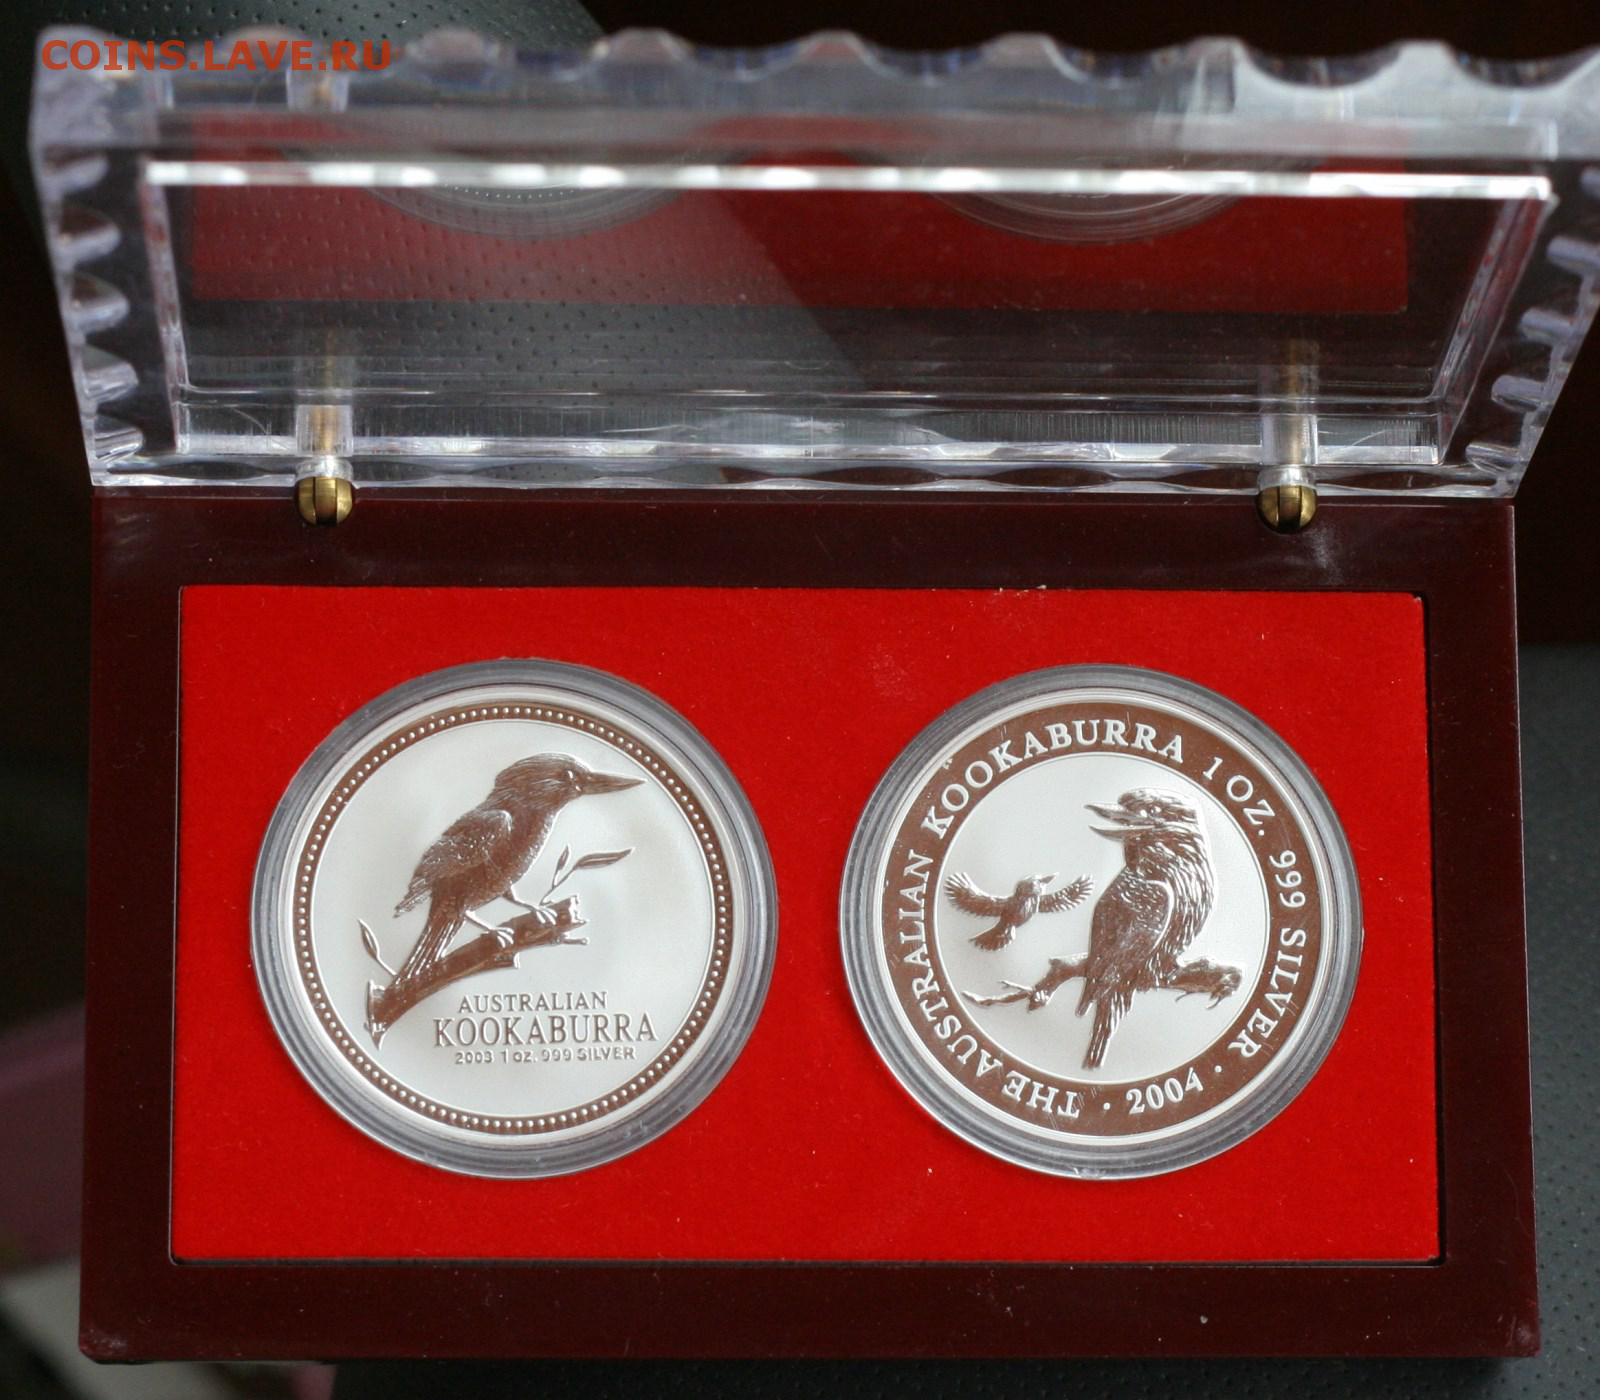 COINS.LAVE.RU
AUSTRALIAN
KOOKABURRA
2003 1 OZ. 999 SILVER
THE AUSTRALIAN KOOKABURRA 1 OZ. 999 SILVER · 2004 ·